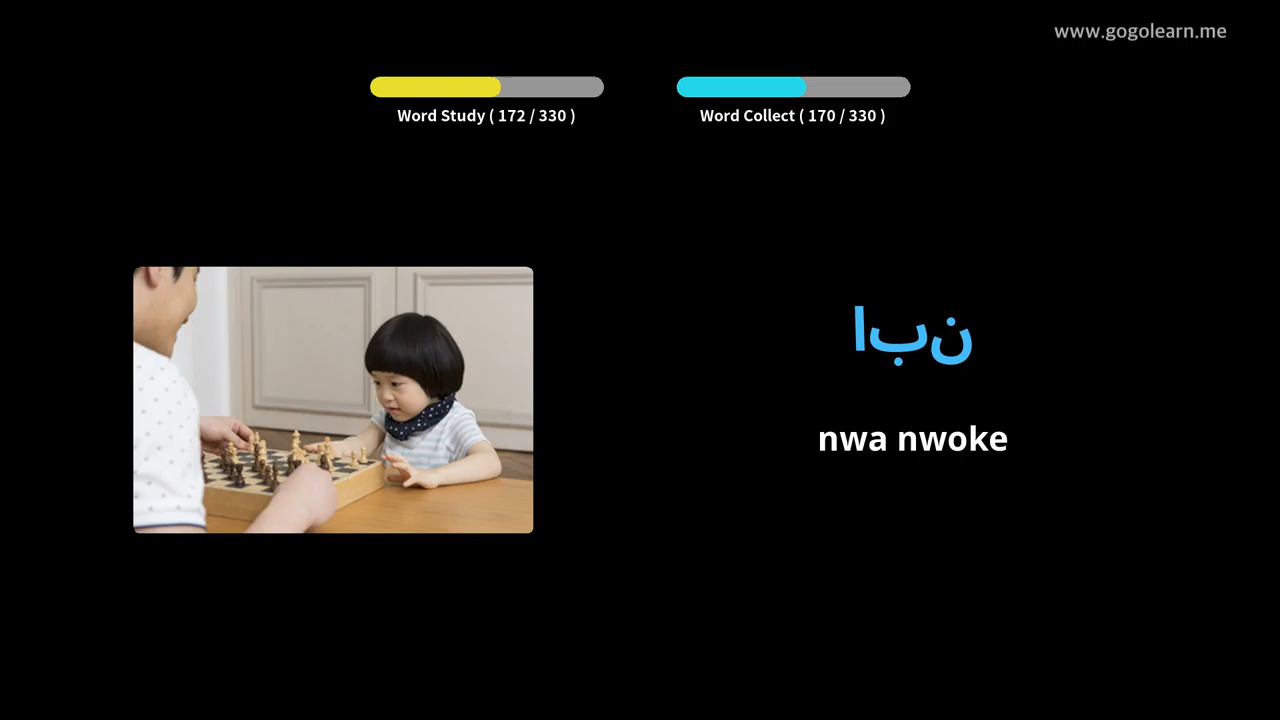 www.gogolearn.me
Word Study ( 172 / 330 )
Word Collect ( 170 / 330 )
ابن
nwa nwoke